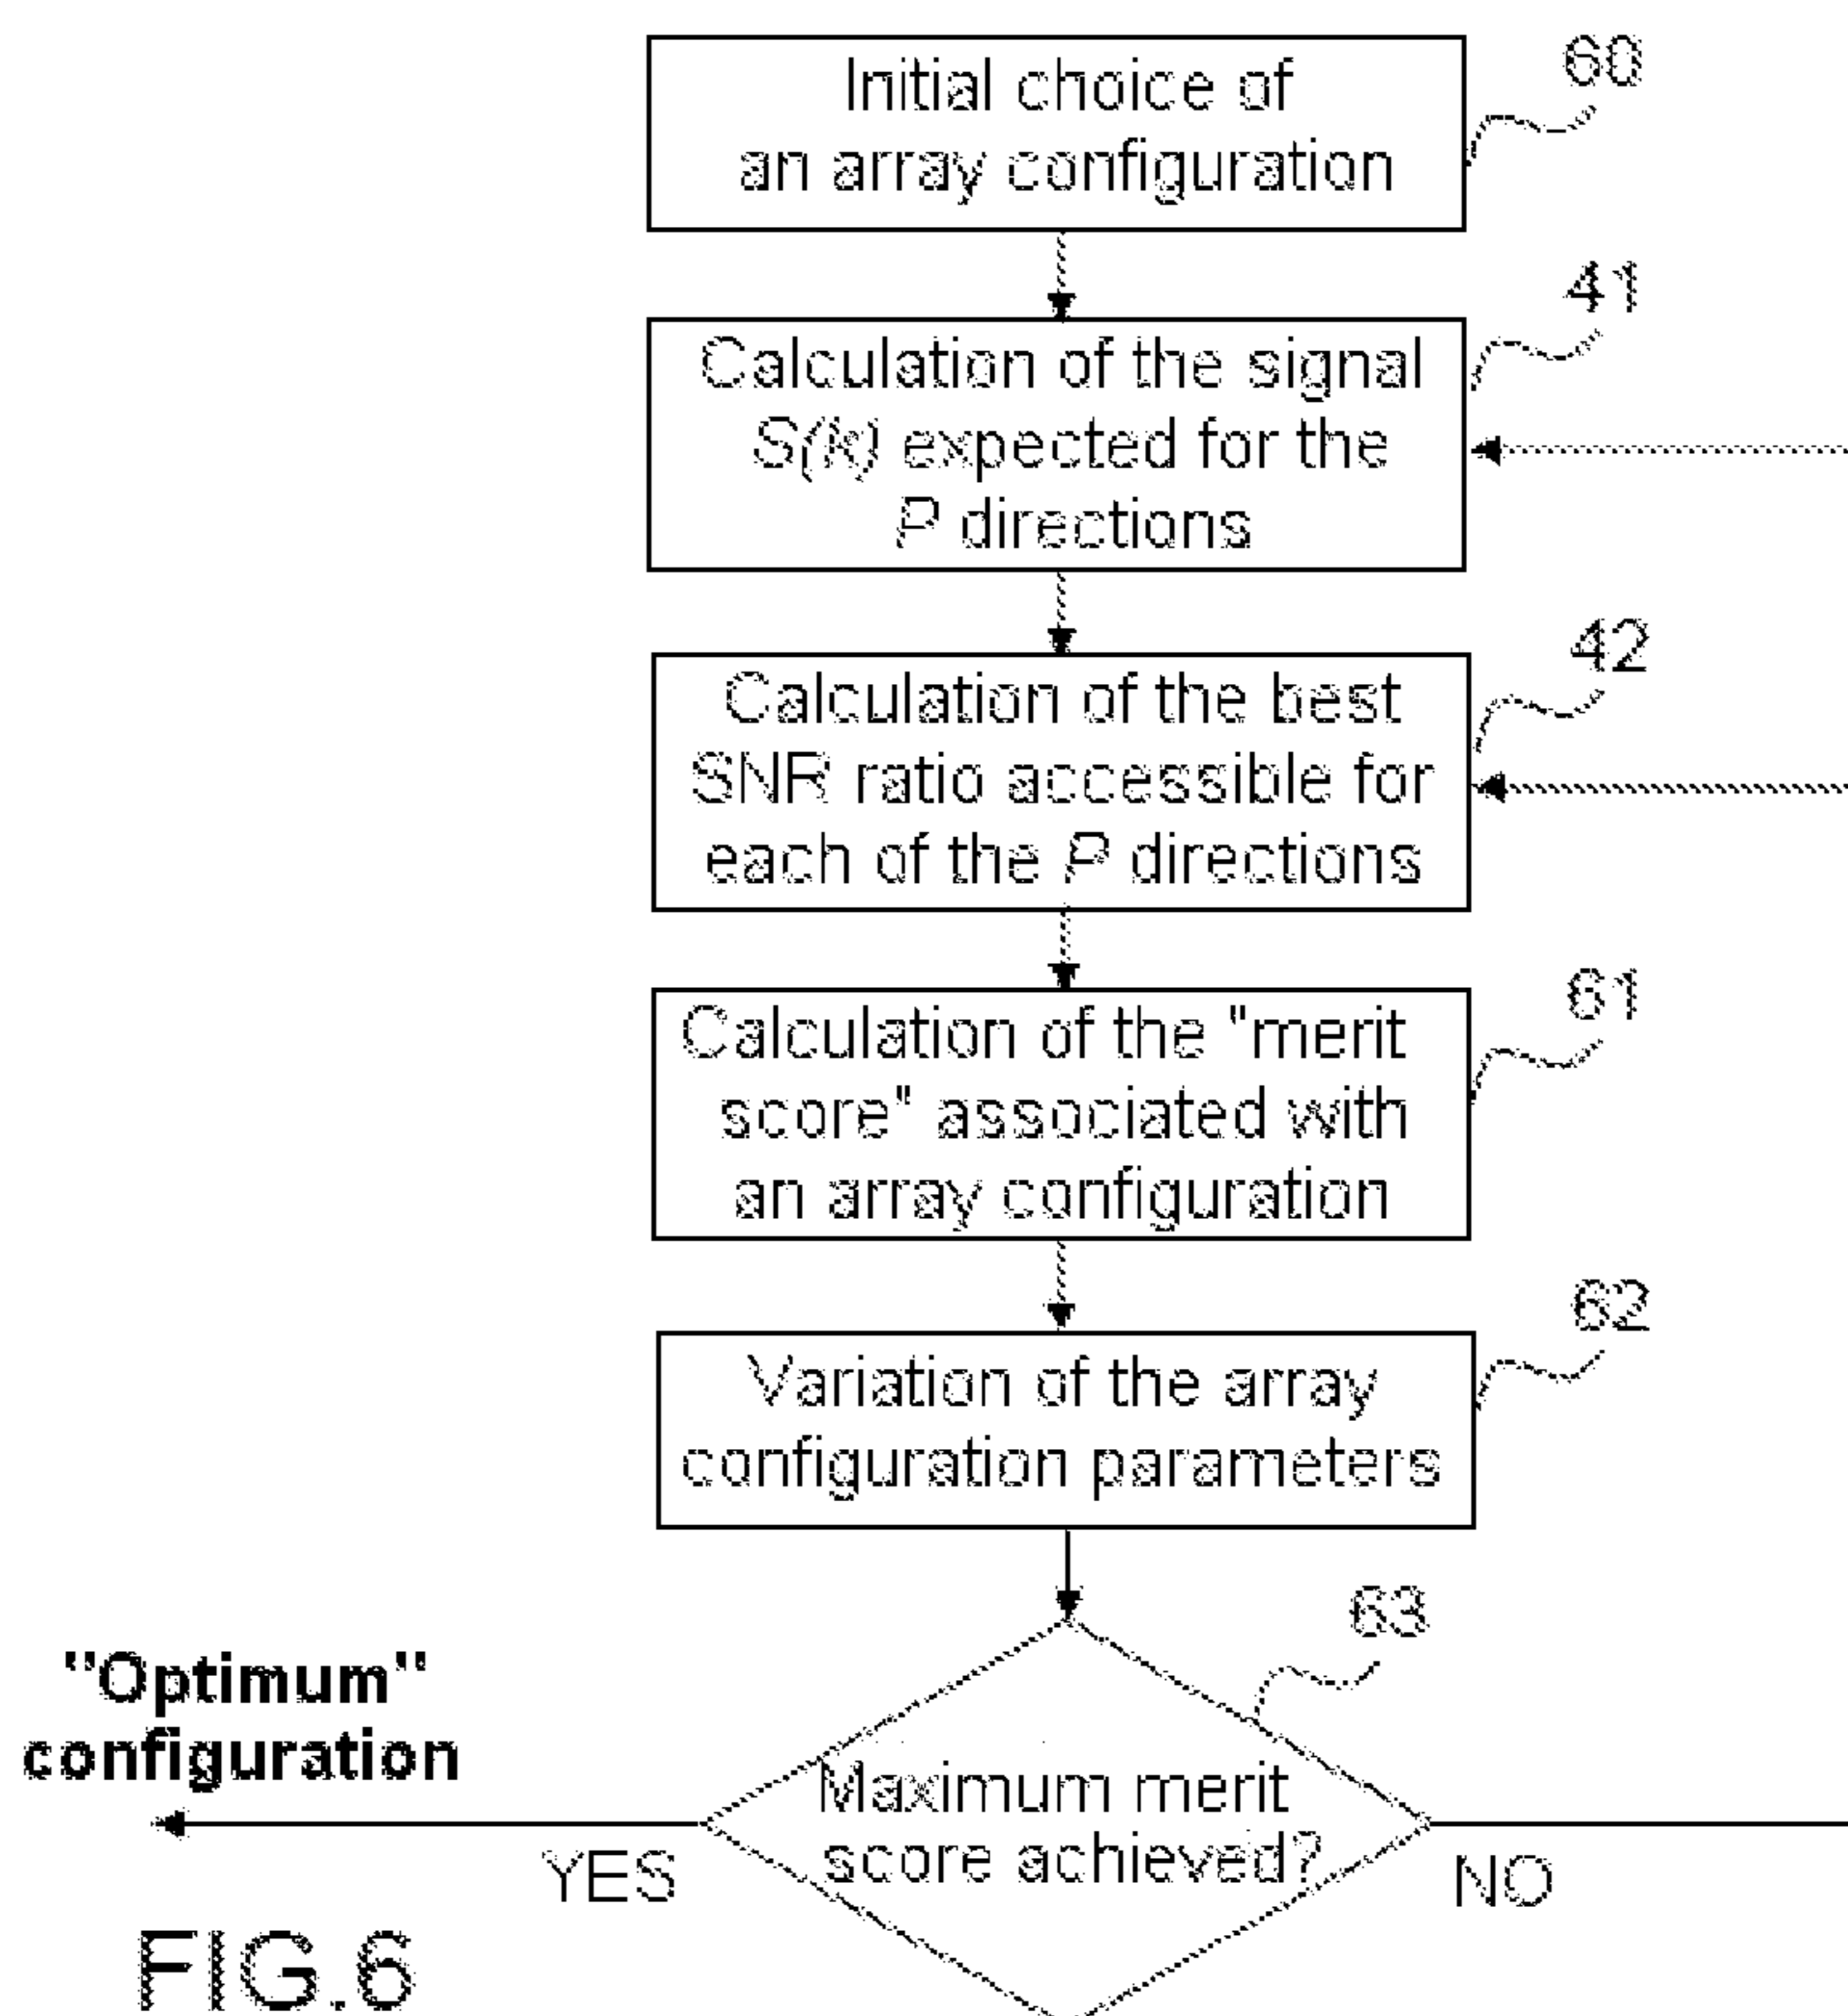 Initial choice of
an array configuration
60
Calculation of the signal
S(k) expected for the
P directions
41
Calculation of the best
SNR ratio accessible for
each of the P directions
42
Calculation of the "merit
score" associated with
an array configuration
61
Variation of the array
configuration parameters
62
63
Maximum merit
score achieved?
"Optimum"
configuration
YES
NO
FIG.6